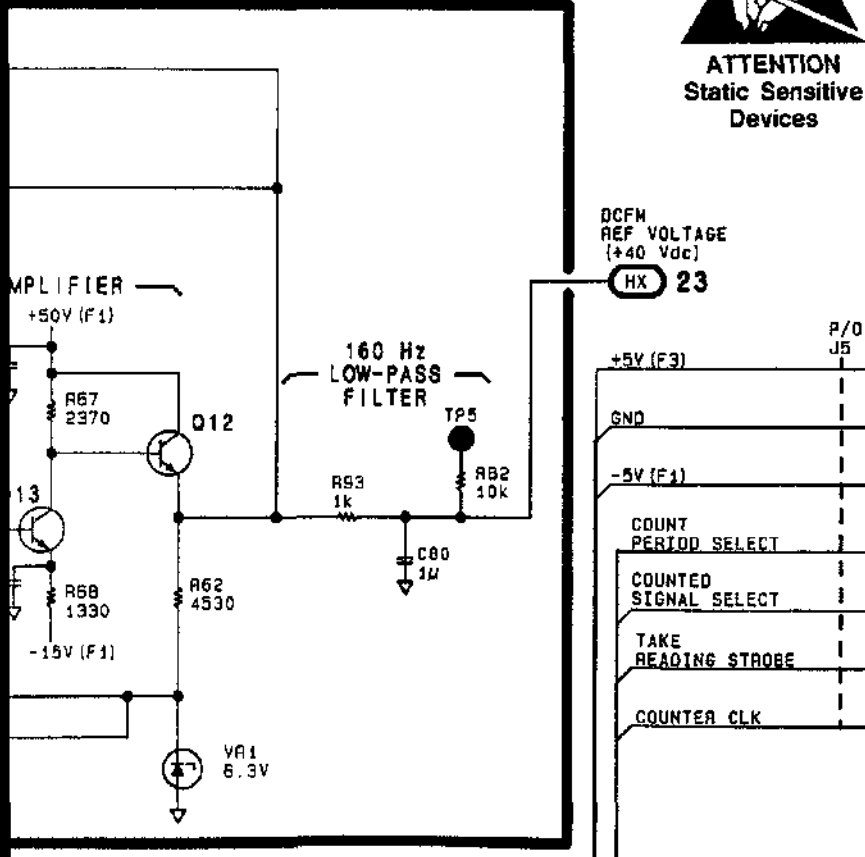 ATTENTION
Static Sensitive
Devices
DCFM
REF VOLTAGE
(+40 Vdc)
HX 23
MPLIFIER
+50V (F1)
160 Hz
LOW-PASS
FILTER
P/O
J5
+5V (F3)
R67
2370
Q12
TP5
GND
R93
1k
R82
10k
-5V (F1)
13
C80
1μ
COUNT
PERIOD SELECT
R68
1330
R62
4530
COUNTED
SIGNAL SELECT
-15V (F1)
TAKE
READING STROBE
COUNTER CLK
VR1
6.3V